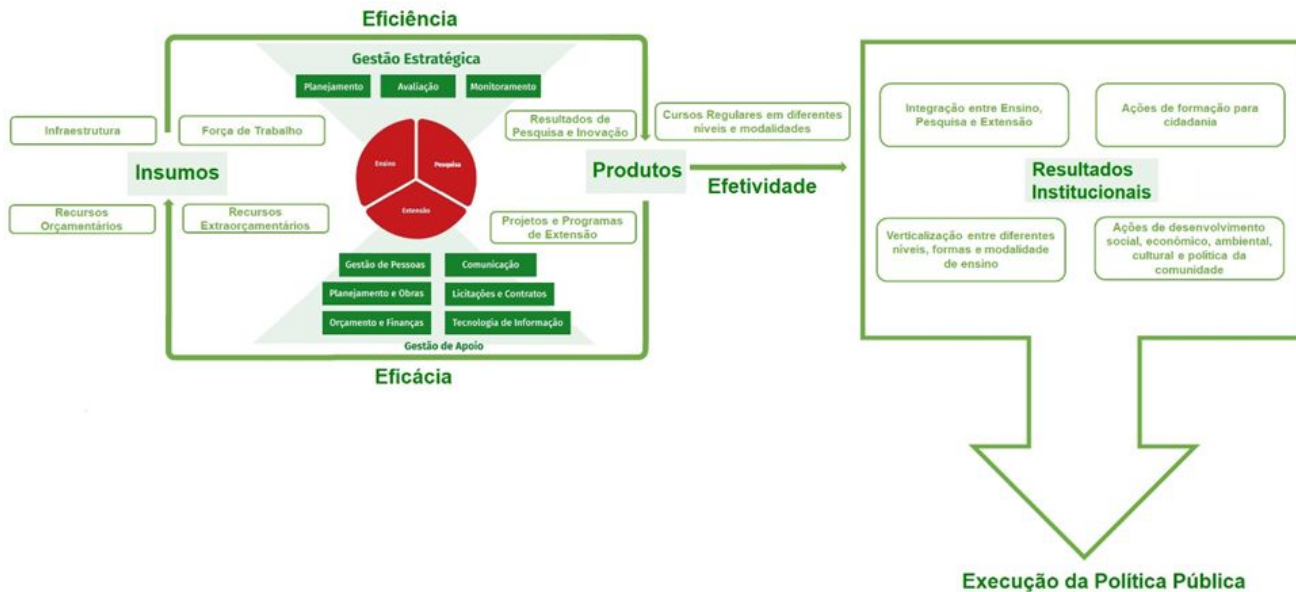 Eficiência
Gestão Estratégica
Planejamento
Avaliação
Monitoramento
Infraestrutura
Força de Trabalho
Insumos
Recursos
Orçamentários
Recursos
Extraorçamentários
Ensino
Pesquisa
Extensão
Resultados de
Pesquisa e Inovação
Cursos Regulares em diferentes
níveis e modalidades
Produtos
Efetividade
Projetos e Programas
de Extensão
Gestão de Pessoas
Comunicação
Planejamento e Obras
Licitações e Contratos
Orçamento e Finanças
Tecnologia de Informação
Gestão de Apoio
Eficácia
Integração entre Ensino,
Pesquisa e Extensão
Ações de formação para
cidadania
Resultados
Institucionais
Verticalização entre diferentes
níveis, formas e modalidade
de ensino
Ações de desenvolvimento
social, econômico, ambiental,
cultural e política da
comunidade
Execução da Política Pública